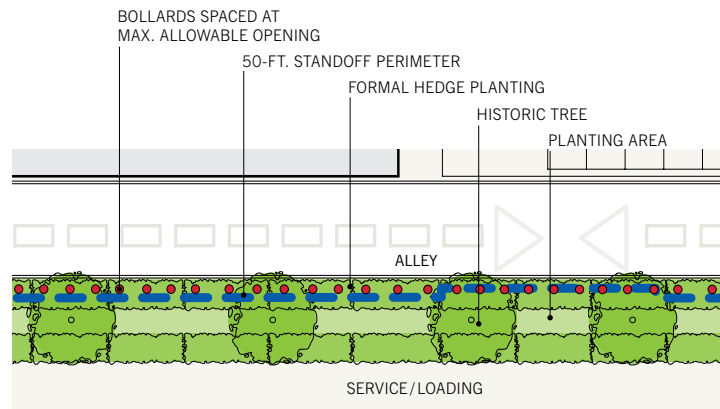 BOLLARDS SPACED AT
MAX. ALLOWABLE OPENING
50-FT. STANDOFF PERIMETER
FORMAL HEDGE PLANTING
HISTORIC TREE
PLANTING AREA
ALLEY
SERVICE/LOADING